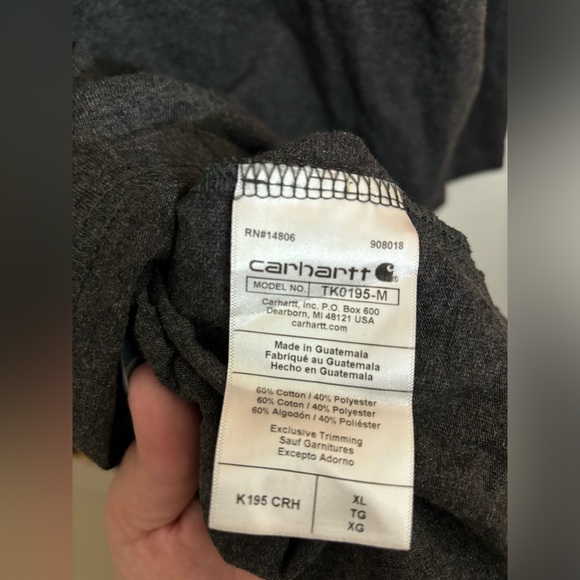 RN#14806
908018
carhartt
MODEL NO. TK0195-M
Carhartt, Inc. P.O. Box 600
Dearborn, MI 48121 USA
carhartt.com
Made in Guatemala
Fabriqué au Guatemala
Hecho en Guatemala
60% Cotton / 40% Polyester
60% Coton / 40% Polyester
60% Algodón / 40% Poliéster
Exclusive Trimming
Sauf Garnitures
Excepto Adorno
K195 CRH
XL
TG
XG